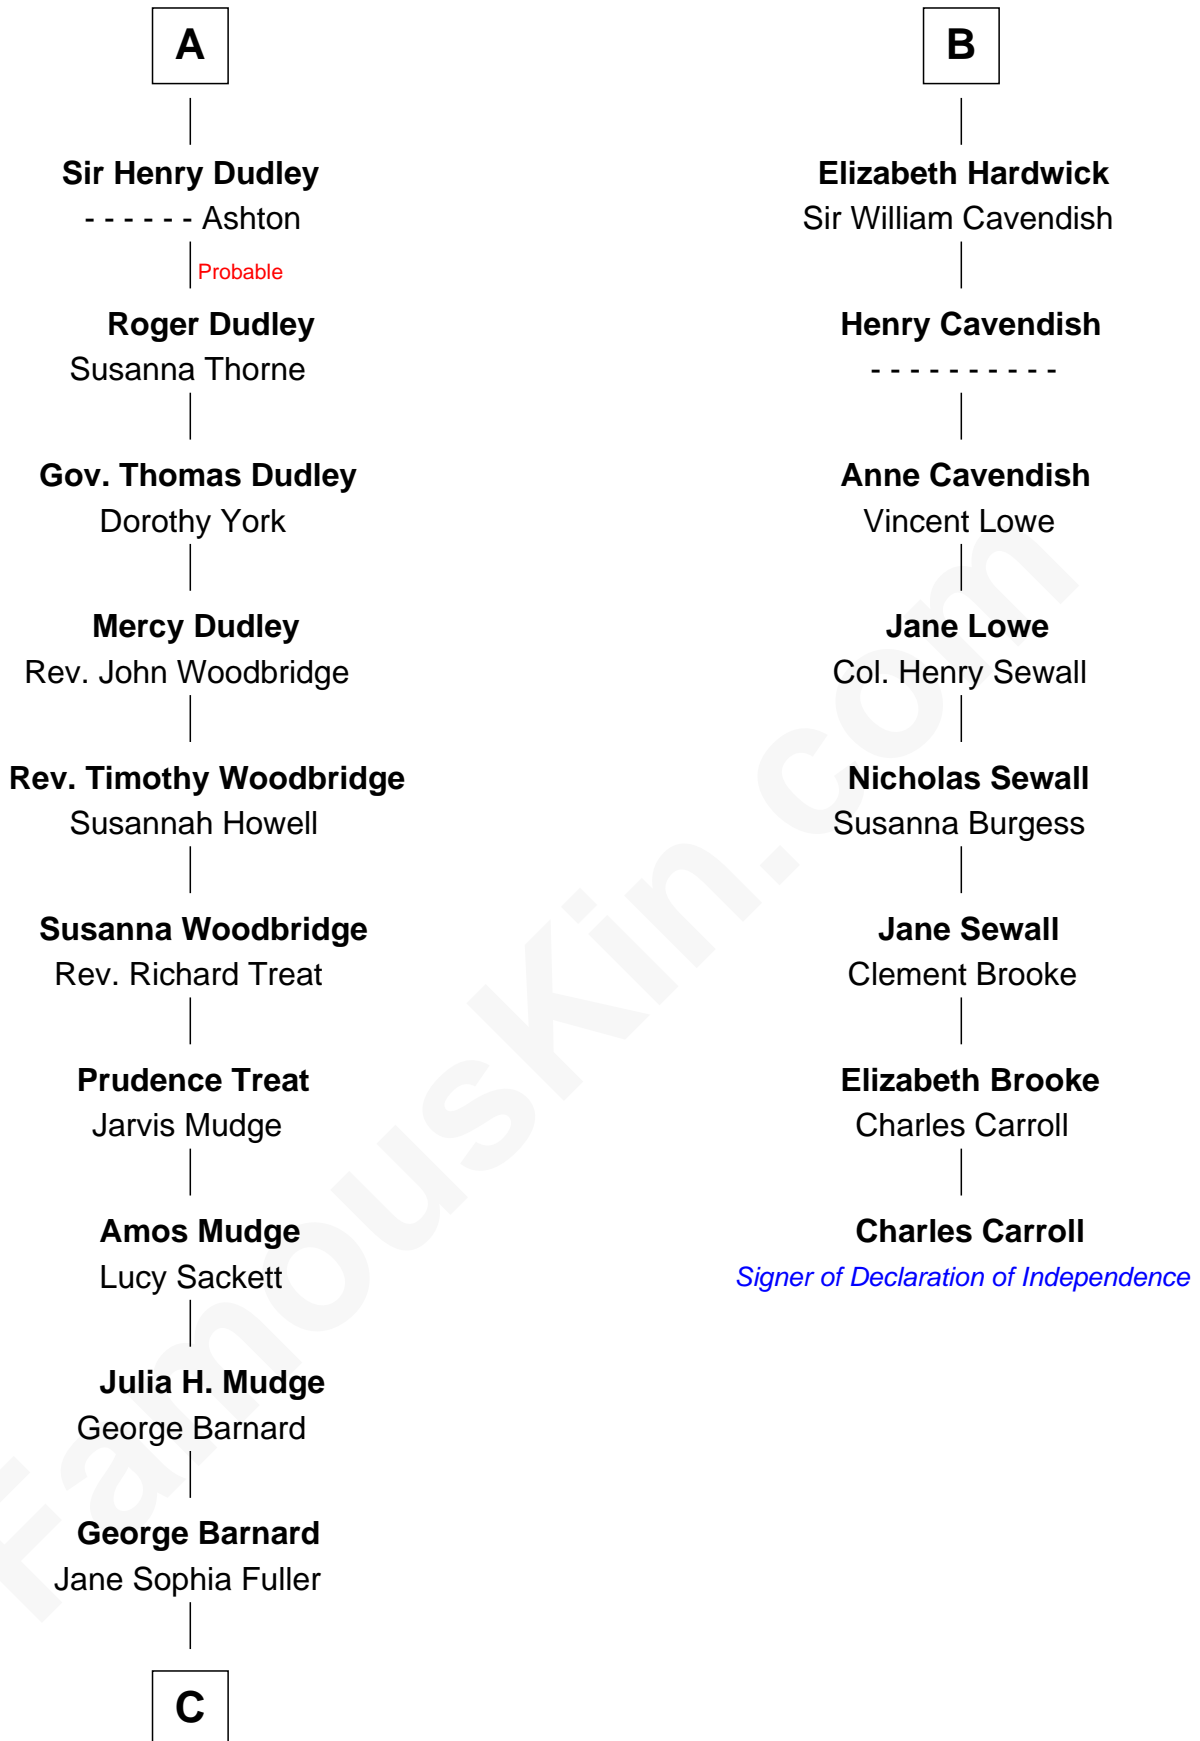 A
Sir Henry Dudley
- - - - - - Ashton
Probable
Roger Dudley
Susanna Thorne
Gov. Thomas Dudley
Dorothy York
Mercy Dudley
Rev. John Woodbridge
Rev. Timothy Woodbridge
Susannah Howell
Susanna Woodbridge
Rev. Richard Treat
Prudence Treat
Jarvis Mudge
Amos Mudge
Lucy Sackett
Julia H. Mudge
George Barnard
George Barnard
Jane Sophia Fuller
C
B
Elizabeth Hardwick
Sir William Cavendish
Henry Cavendish
- - - - - - - - - -
Anne Cavendish
Vincent Lowe
Jane Lowe
Col. Henry Sewall
Nicholas Sewall
Susanna Burgess
Jane Sewall
Clement Brooke
Elizabeth Brooke
Charles Carroll
Charles Carroll
Signer of Declaration of Independence
FamousKin.com